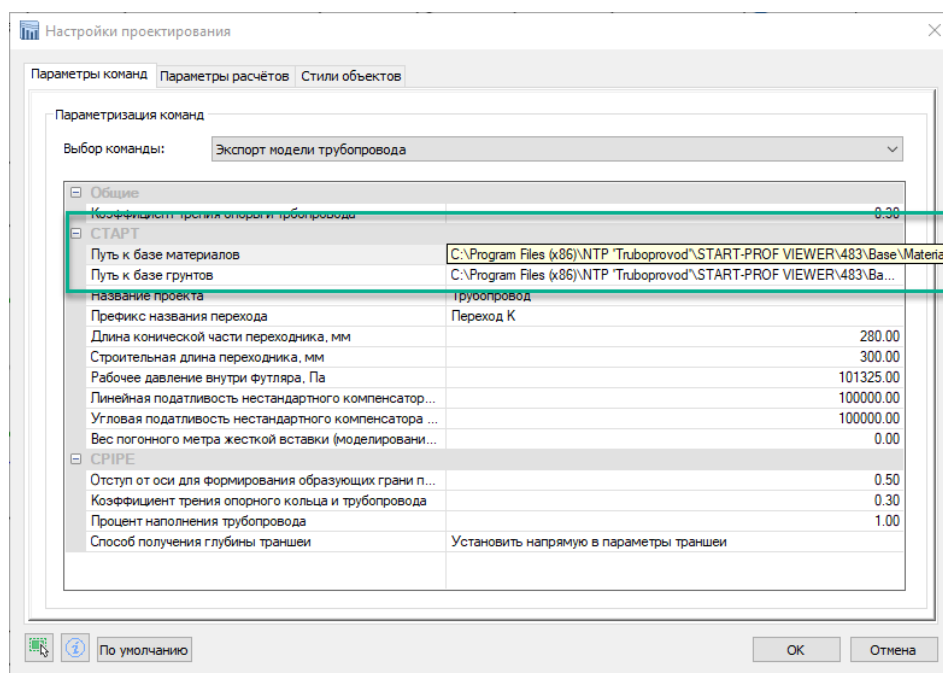 Настройки проектирования
Параметры команд Параметры расчётов Стили объектов
Параметризация команд
Выбор команды: Экспорт модели трубопровода
Общие
Коэффициент трения опоры и трбопровода 0.30
СТАРТ
Путь к базе материалов C:\Program Files (x86)\NTP "Truboprovod"\START-PROF VIEWER\483\Base\Materia
Путь к базе грунтов C:\Program Files (x86)\NTP "Truboprovod"\START-PROF VIEWER\483\Ba...
Название проекта Трубопровод
Префикс названия перехода Переход К
Длина конической части переходника, мм 280.00
Строительная длина переходника, мм 300.00
Рабочее давление внутри футляра, Па 101325.00
Линейная податливость нестандартного компенсатор... 100000.00
Угловая податливость нестандартного компенсатора ... 100000.00
Вес погонного метра жесткой вставки (моделировани... 0.00
CPIPE
Отступ от оси для формирования образующих грани п... 0.50
Коэффициент трения опорного кольца и трубопровода 0.30
Процент наполнения трубопровода 1.00
Способ получения глубины траншеи Установить напрямую в параметры траншеи
По умолчанию OK Отмена